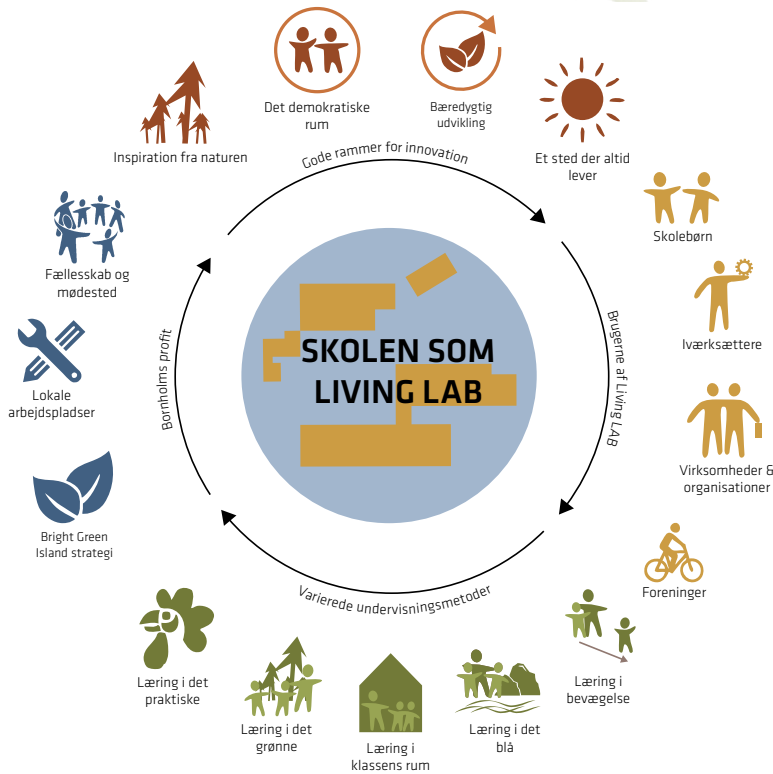 Det demokratiske
rum
Bæredygtig
udvikling
Inspiration fra naturen
Et sted der altid
lever
Gode rammer for innovation
Skolebørn
Fællesskab og
mødested
Iværksættere
Lokale
arbejdspladser
Bornholms profit
SKOLEN SOM
LIVING LAB
Brugerne af Living LAB
Virksomheder &
organisationer
Bright Green
Island strategi
Foreninger
Varierede undervisningsmetoder
Læring i det
praktiske
Læring i det
grønne
Læring i
klassens rum
Læring i det
blå
Læring i
bevægelse